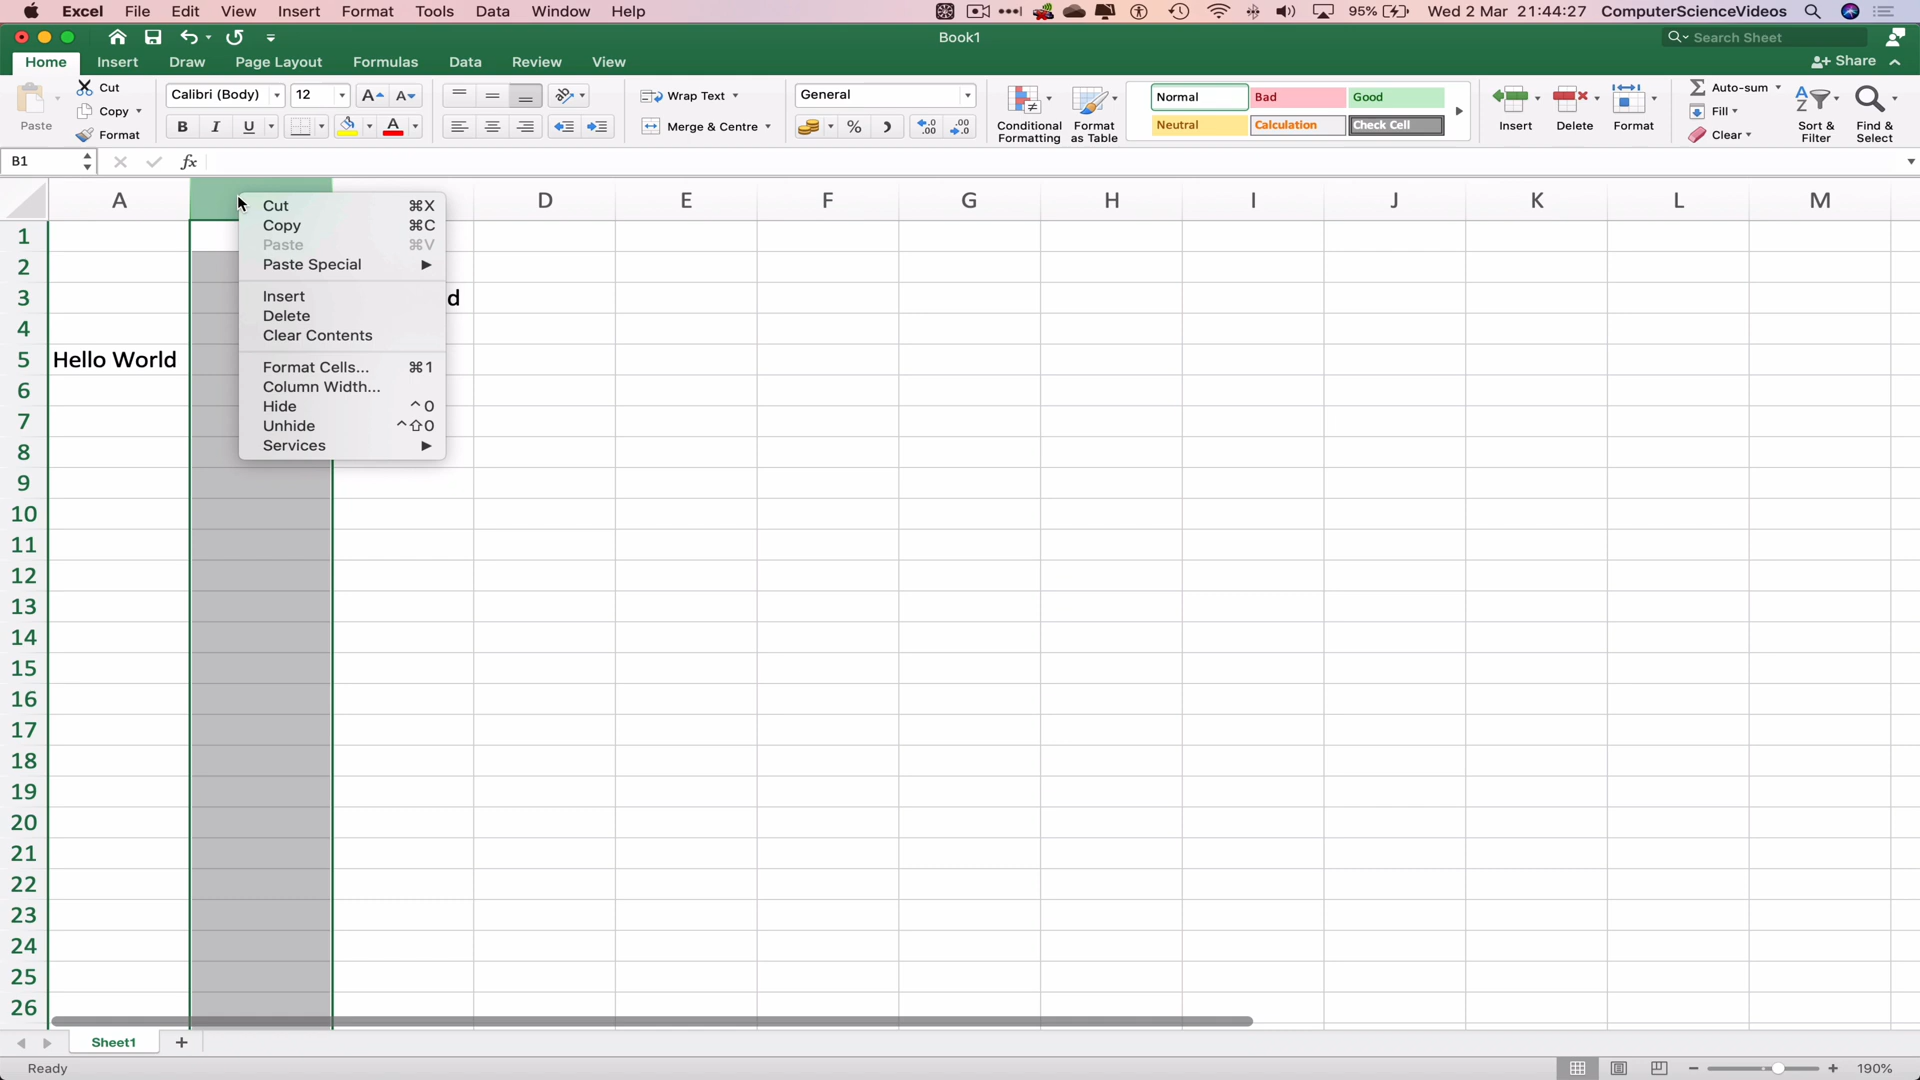 Excel File Edit View Insert Format Tools Data Window Help 95% Wed 2 Mar 21:44:27 ComputerScienceVideos
Book1 Search Sheet
Home Insert Draw Page Layout Formulas Data Review View Share
Paste Cut Copy Format
Calibri (Body) 12 A A
B I U A
Wrap Text
Merge & Centre
General
% .00 .0
Conditional Formatting
Format as Table
Normal Bad Good
Neutral Calculation Check Cell
Insert Delete Format
Auto-sum
Fill
Clear
Sort & Filter
Find & Select
B1 fx
A D E F G H I J K L M
Cut ⌘X
Copy ⌘C
Paste ⌘V
Paste Special
Insert
Delete
Clear Contents
Format Cells... ⌘1
Column Width...
Hide ^0
Unhide ^⇧0
Services
1
2
3 d
4
5 Hello World
6
7
8
9
10
11
12
13
14
15
16
17
18
19
20
21
22
23
24
25
26
Sheet1 +
Ready 190%